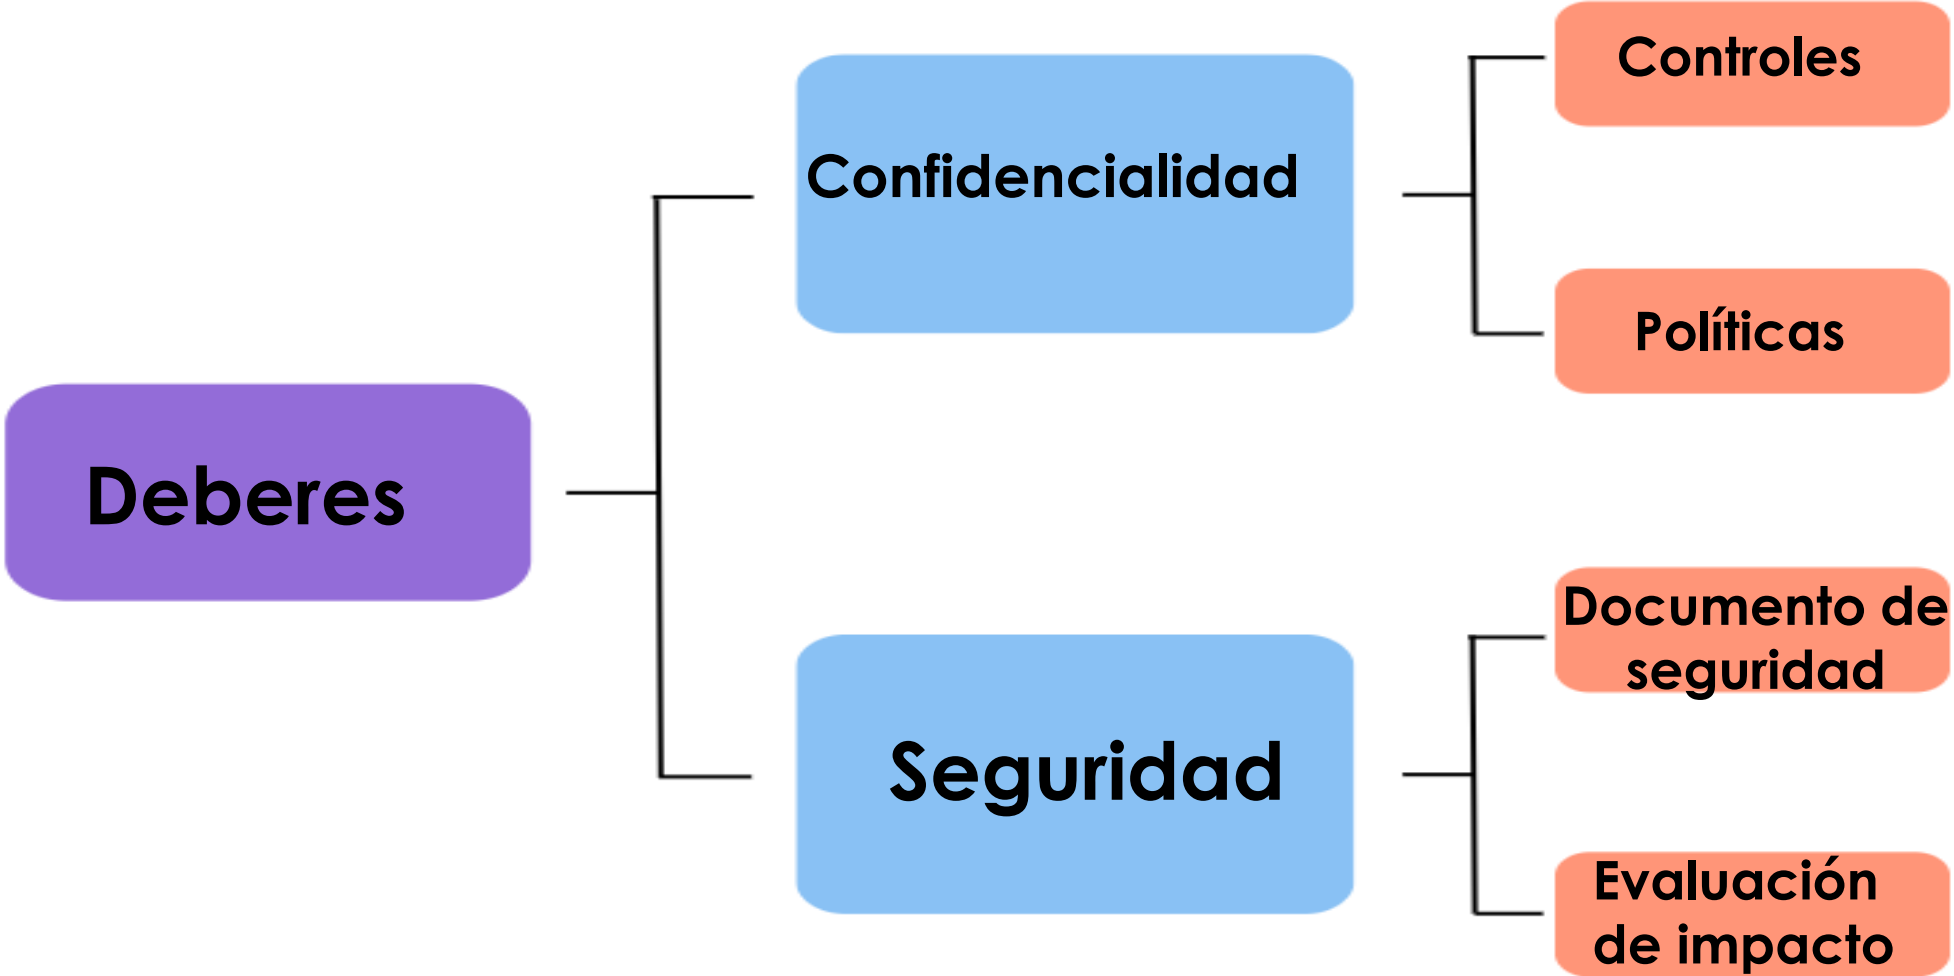 Deberes
Confidencialidad
Controles
Políticas
Seguridad
Documento de
seguridad
Evaluación
de impacto